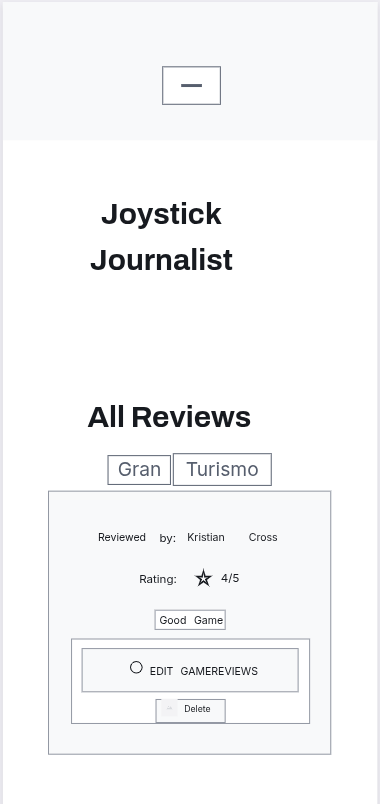 Joystick
Journalist
All Reviews
Gran Turismo
Reviewed by: Kristian Cross
Rating: 4/5
Good Game
EDIT GAMEREVIEWS
Delete